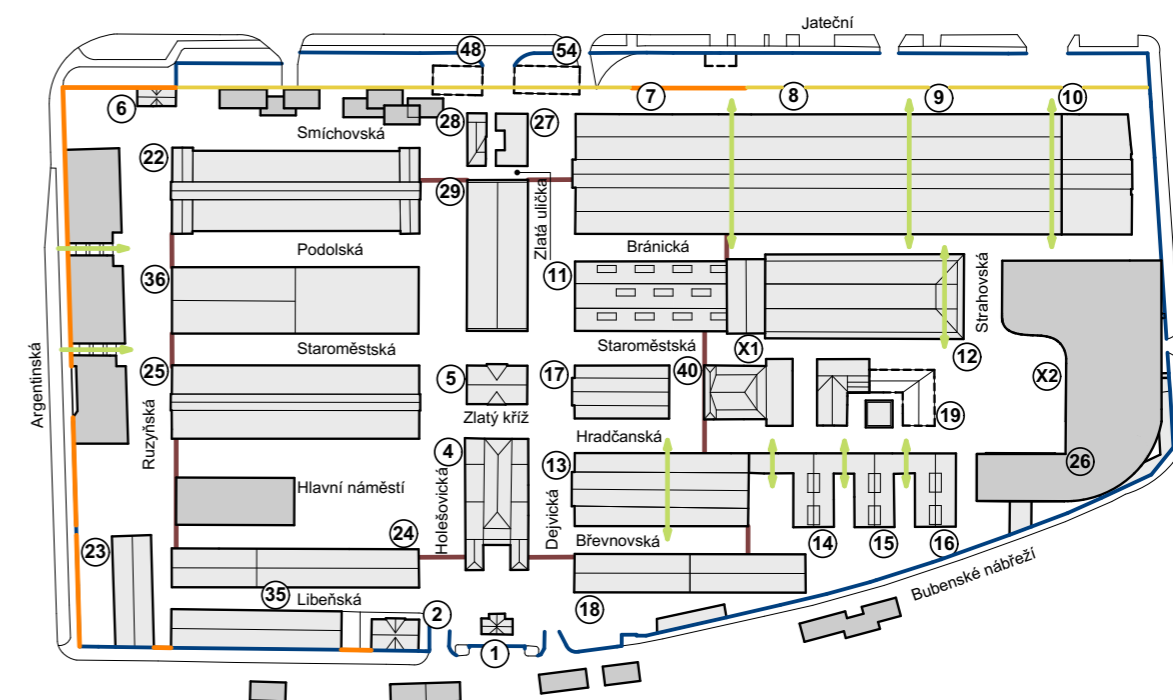 Jateční
48
54
6
7
8
9
10
28
27
Smíchovská
22
29
Zlatá ulička
Podolská
Bránická
36
11
Strahovská
Staroměstská
Staroměstská
X1
12
Argentinská
25
5
17
40
X2
Zlatý kříž
19
Ruzyňská
Hradčanská
4
13
26
Hlavní náměstí
Holešovická
Dejvická
23
24
Břevnovská
14
15
16
35
Libeňská
2
18
Bubenské nábřeží
1